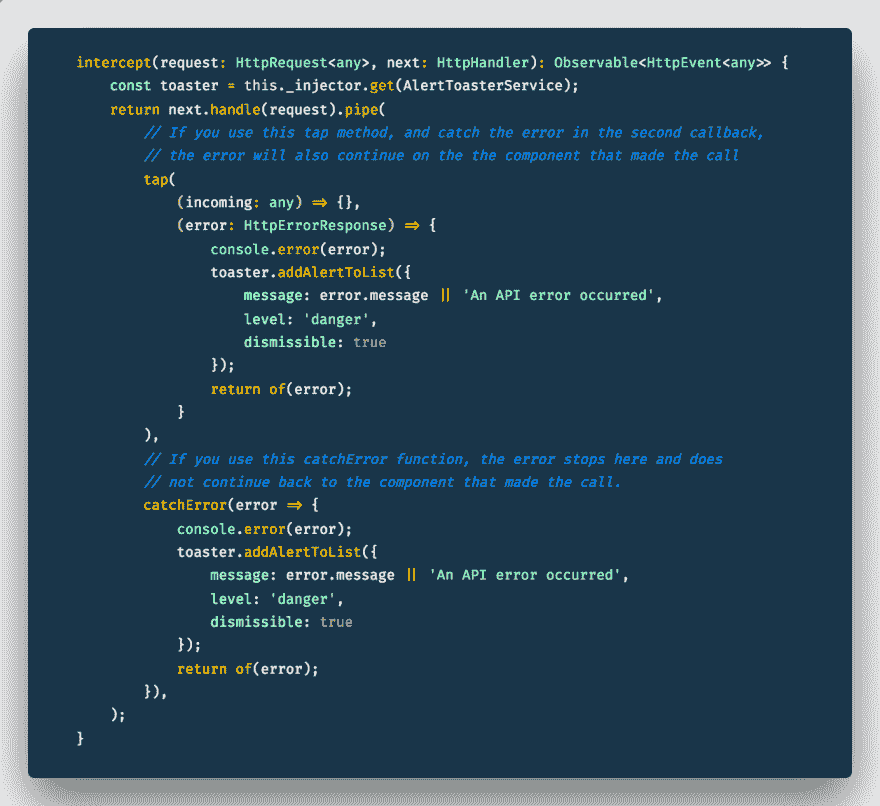 intercept(request: HttpRequest<any>, next: HttpHandler): Observable<HttpEvent<any>> {
const toaster = this._injector.get(AlertToasterService);
return next.handle(request).pipe(
// If you use this tap method, and catch the error in the second callback,
// the error will also continue on the the component that made the call
tap(
(incoming: any) => {},
(error: HttpErrorResponse) => {
console.error(error);
toaster.addAlertToList({
message: error.message || 'An API error occurred',
level: 'danger',
dismissible: true
});
return of(error);
}
),
// If you use this catchError function, the error stops here and does
// not continue back to the component that made the call.
catchError(error => {
console.error(error);
toaster.addAlertToList({
message: error.message || 'An API error occurred',
level: 'danger',
dismissible: true
});
return of(error);
}),
);
}